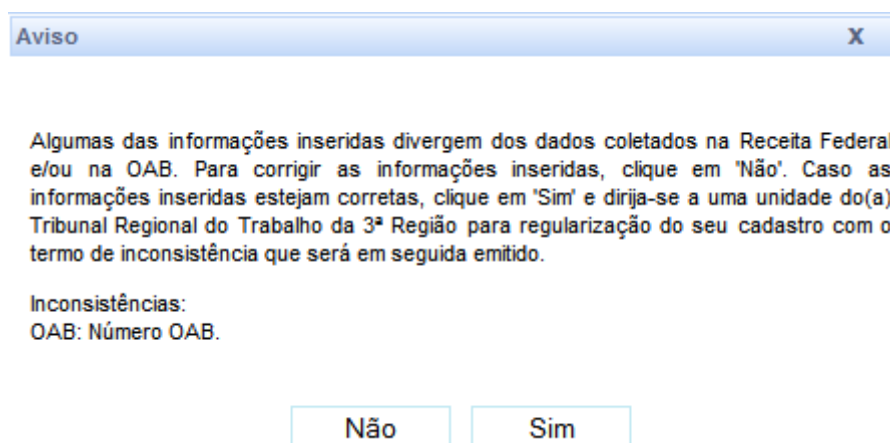 Aviso X
Algumas das informações inseridas divergem dos dados coletados na Receita Federal
e/ou na OAB. Para corrigir as informações inseridas, clique em 'Não'. Caso as
informações inseridas estejam corretas, clique em 'Sim' e dirija-se a uma unidade do(a)
Tribunal Regional do Trabalho da 3ª Região para regularização do seu cadastro com o
termo de inconsistência que será em seguida emitido.
Inconsistências:
OAB: Número OAB.
Não Sim